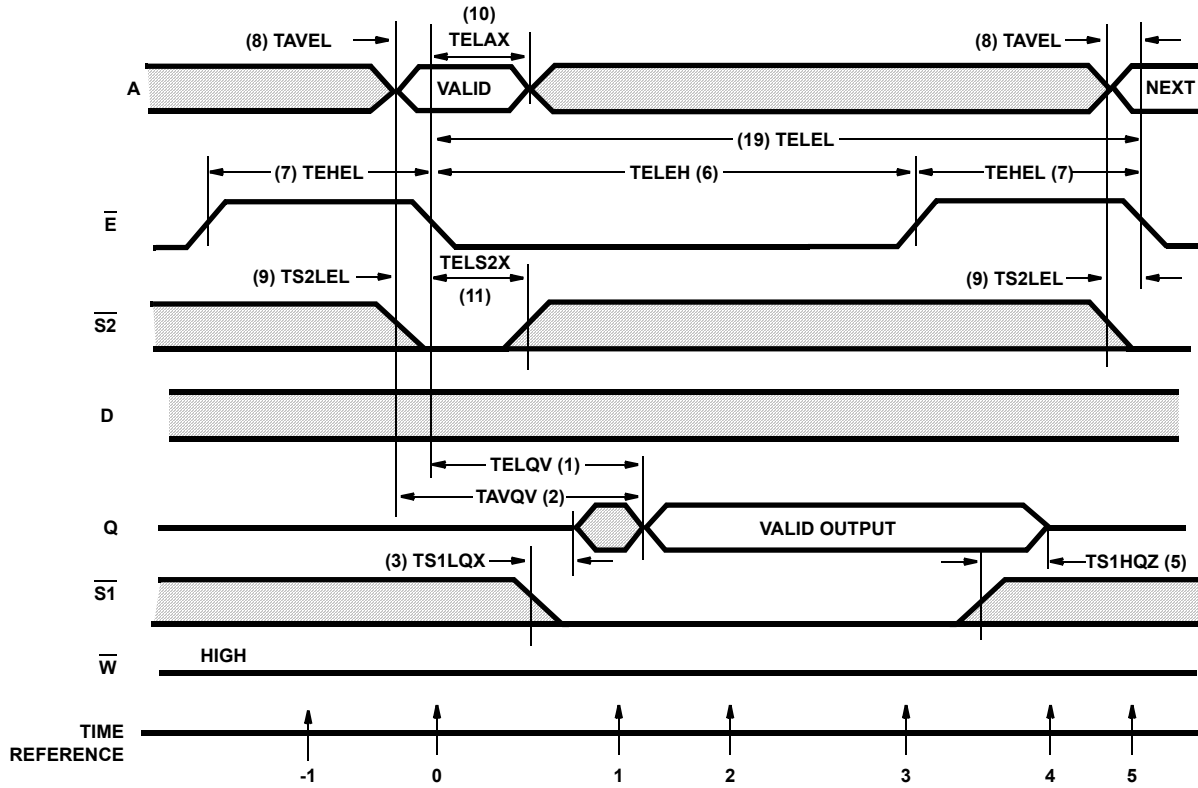 (10)
(8) TAVEL TELAX (8) TAVEL
A VALID NEXT
(19) TELEL
(7) TEHEL TELEH (6) TEHEL (7)
E
TELS2X
(9) TS2LEL (11) (9) TS2LEL
S2
D
TELQV (1)
TAVQV (2)
Q VALID OUTPUT
(3) TS1LQX TS1HQZ (5)
S1
HIGH
W
TIME
REFERENCE
-1 0 1 2 3 4 5